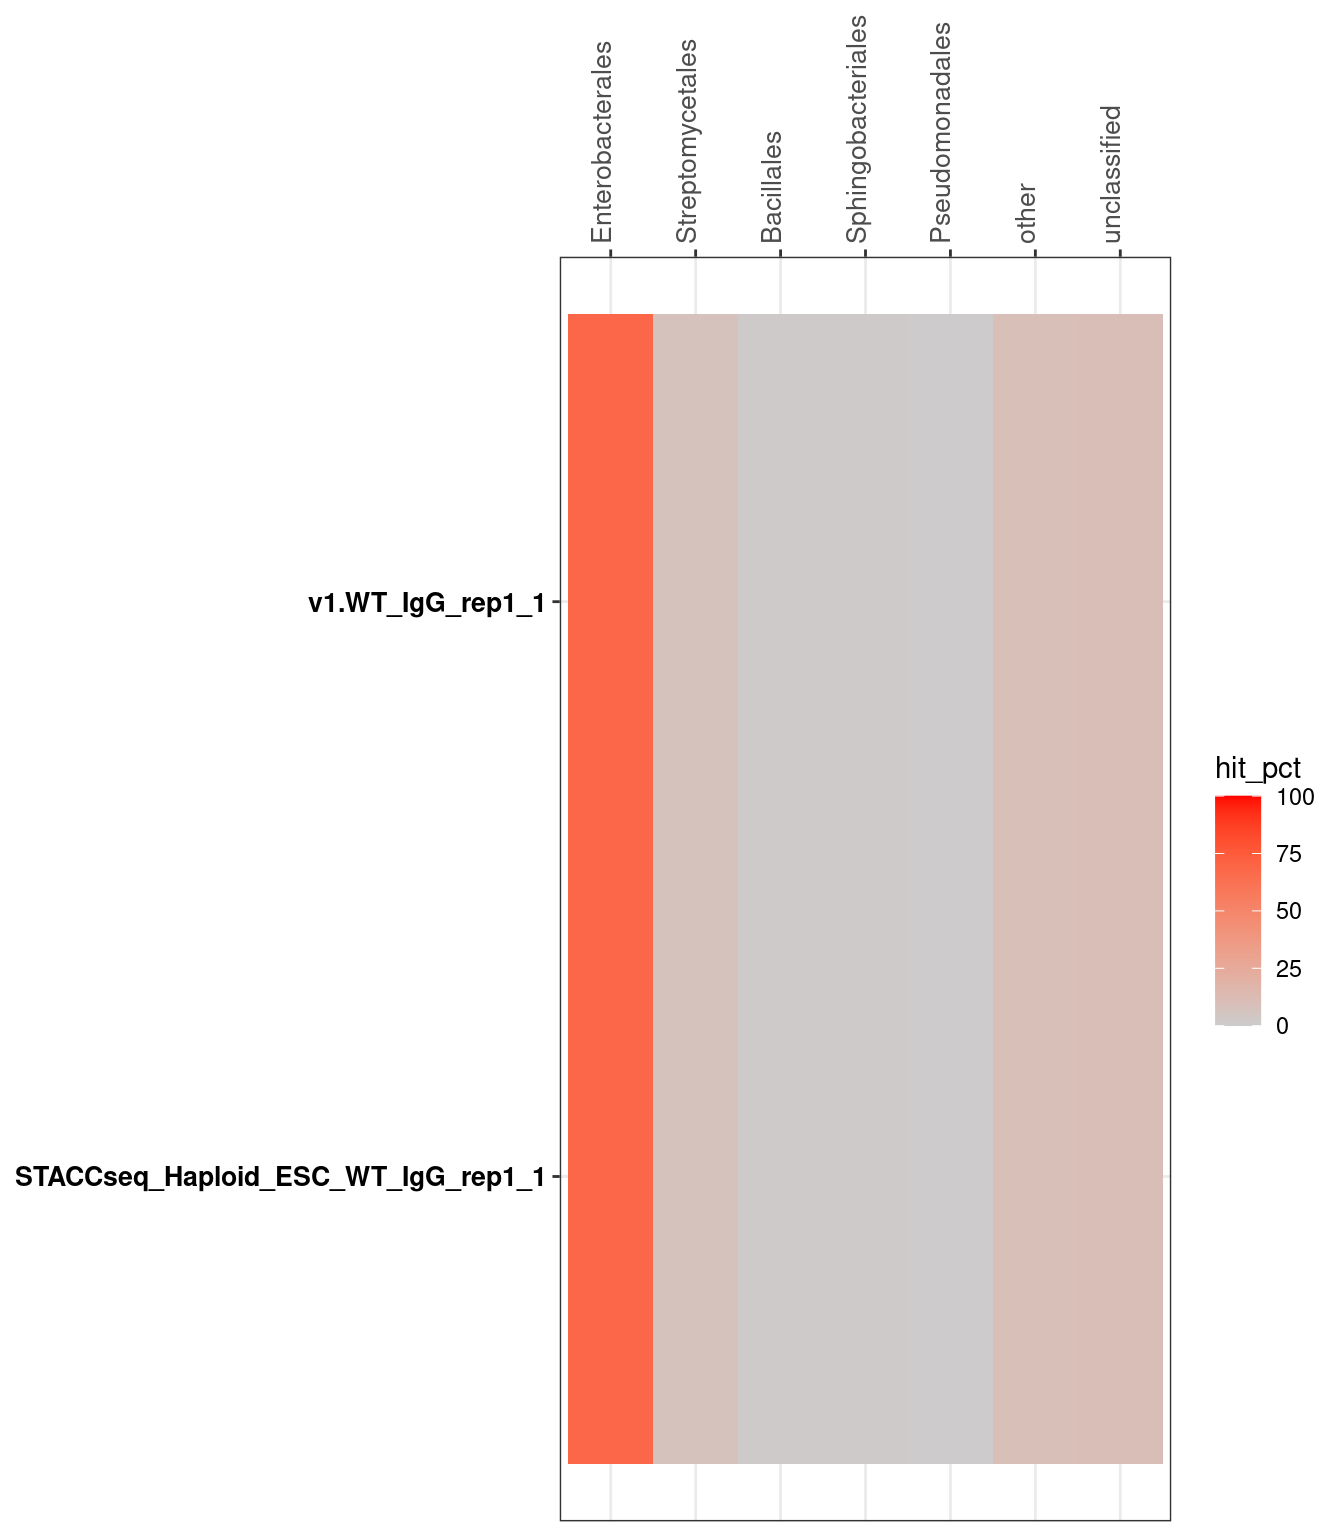 Enterobacterales
Streptomycetales
Bacillales
Sphingobacteriales
Pseudomonadales
other
unclassified
v1.WT_IgG_rep1_1
STACCseq_Haploid_ESC_WT_IgG_rep1_1
hit_pct
100
75
50
25
0